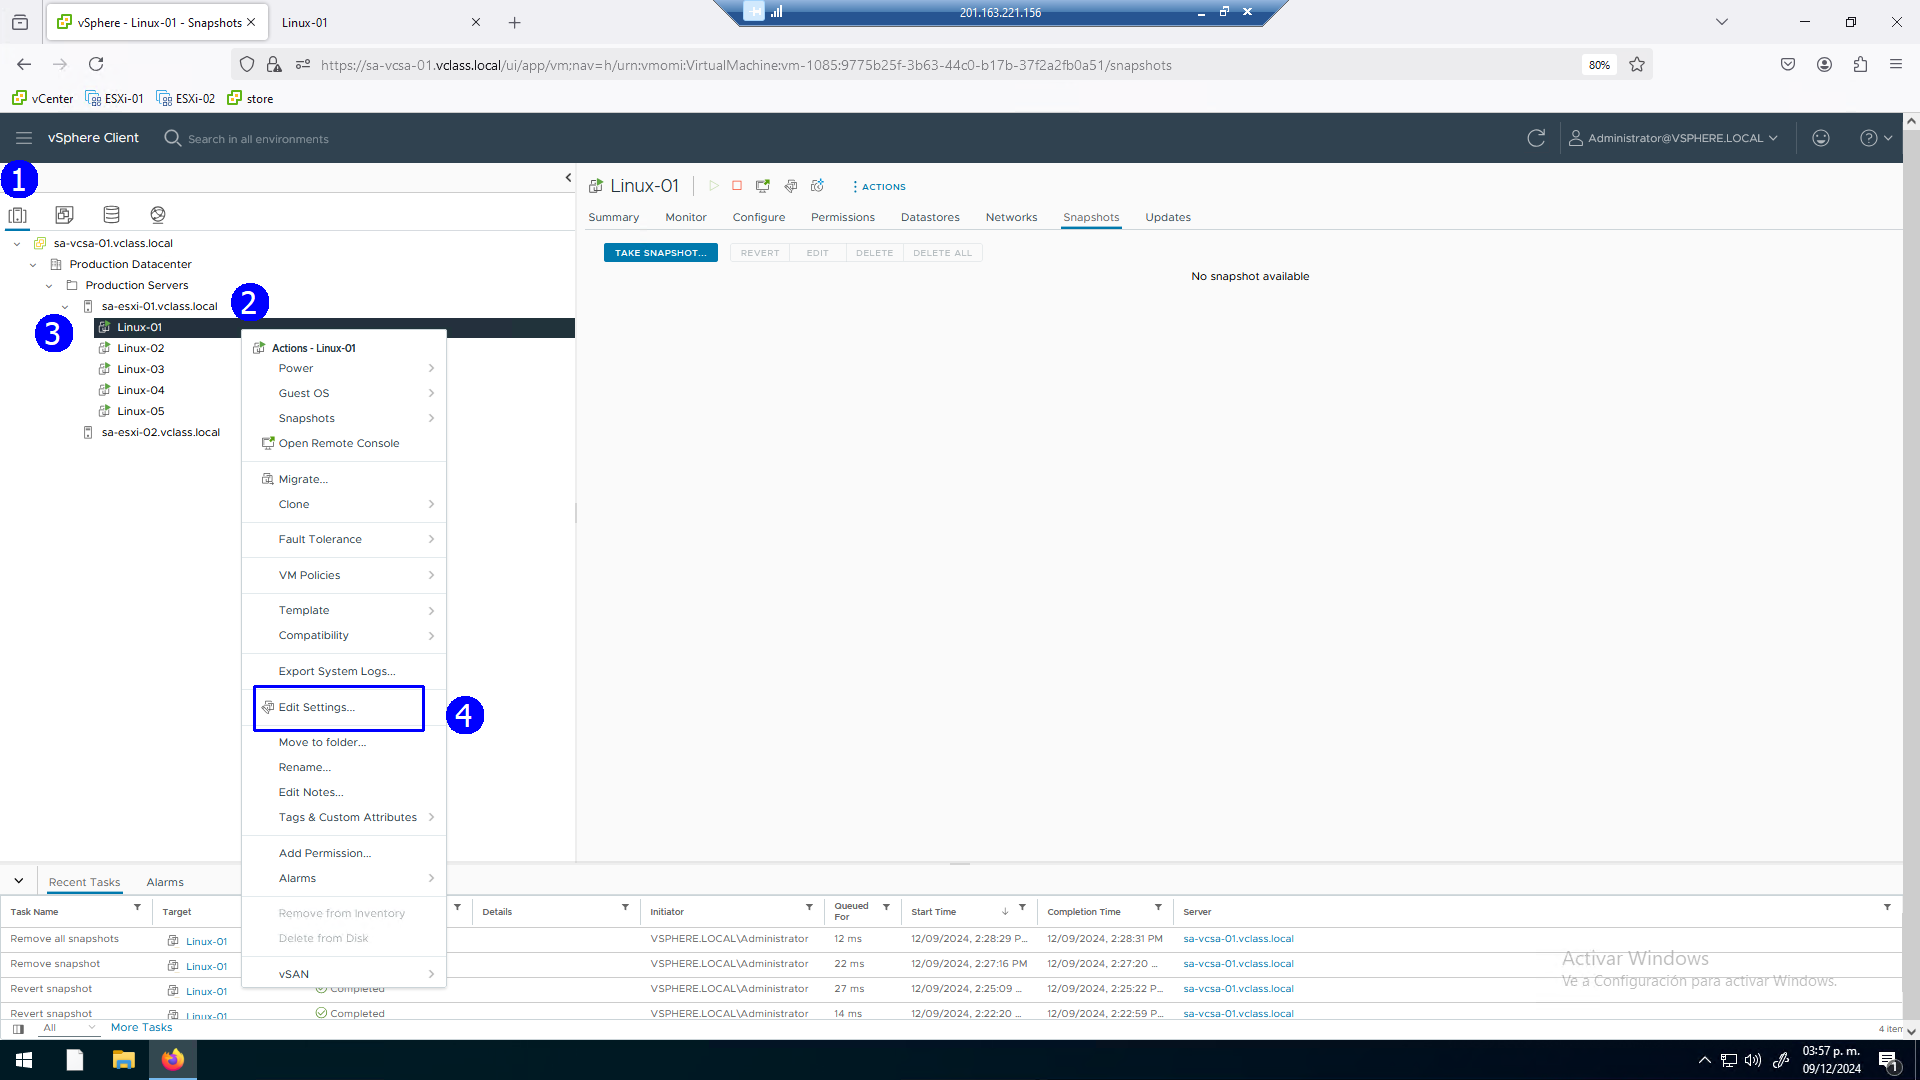 vSphere - Linux-01 - Snapshots
Linux-01
201.163.221.156
https://sa-vcsa-01.vclass.local/ui/app/vm;nav=h/urn:vmomi:VirtualMachine:vm-1085:9775b25f-3b63-44c0-b17b-37f2a2fb0a51/snapshots
80%
vCenter ESXi-01 ESXi-02 store
vSphere Client
Search in all environments
Administrator@VSPHERE.LOCAL
1
Linux-01
ACTIONS
Summary Monitor Configure Permissions Datastores Networks Snapshots Updates
TAKE SNAPSHOT... REVERT EDIT DELETE DELETE ALL
No snapshot available
sa-vcsa-01.vclass.local
Production Datacenter
Production Servers
sa-esxi-01.vclass.local
2
3
Linux-01
Linux-02
Linux-03
Linux-04
Linux-05
sa-esxi-02.vclass.local
Actions - Linux-01
Power
Guest OS
Snapshots
Open Remote Console
Migrate...
Clone
Fault Tolerance
VM Policies
Template
Compatibility
Export System Logs...
Edit Settings...
4
Move to folder...
Rename...
Edit Notes...
Tags & Custom Attributes
Add Permission...
Alarms
Remove from Inventory
Delete from Disk
vSAN
Recent Tasks Alarms
Task Name Target Details Initiator Queued For Start Time Completion Time Server
Remove all snapshots Linux-01 VSPHERE.LOCAL\Administrator 12 ms 12/09/2024, 2:28:29 P... 12/09/2024, 2:28:31 PM sa-vcsa-01.vclass.local
Remove snapshot Linux-01 VSPHERE.LOCAL\Administrator 22 ms 12/09/2024, 2:27:16 PM 12/09/2024, 2:27:20 ... sa-vcsa-01.vclass.local
Revert snapshot Linux-01 Completed VSPHERE.LOCAL\Administrator 27 ms 12/09/2024, 2:25:09 ... 12/09/2024, 2:25:22 P... sa-vcsa-01.vclass.local
Revert snapshot Linux-01 Completed VSPHERE.LOCAL\Administrator 14 ms 12/09/2024, 2:22:20 ... 12/09/2024, 2:22:59 P... sa-vcsa-01.vclass.local
All
More Tasks
4 item
Activar Windows
Ve a Configuración para activar Windows.
03:57 p. m.
09/12/2024
1